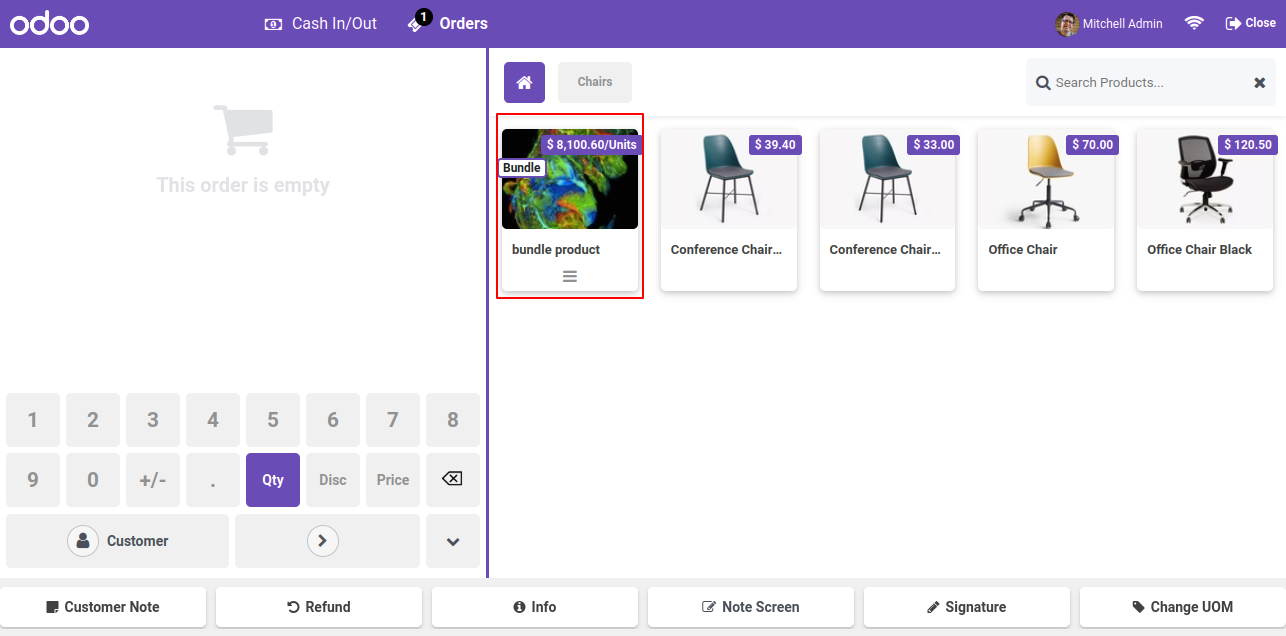 odoo
Cash In/Out
1
Orders
Mitchell Admin
Close
This order is empty
Chairs
Search Products...
$ 8,100.60/Units
Bundle
bundle product
$ 39.40
Conference Chair...
$ 33.00
Conference Chair...
$ 70.00
Office Chair
$ 120.50
Office Chair Black
1 2 3 4 5 6 7 8
9 0 +/- . Qty Disc Price
Customer
Customer Note
Refund
Info
Note Screen
Signature
Change UOM